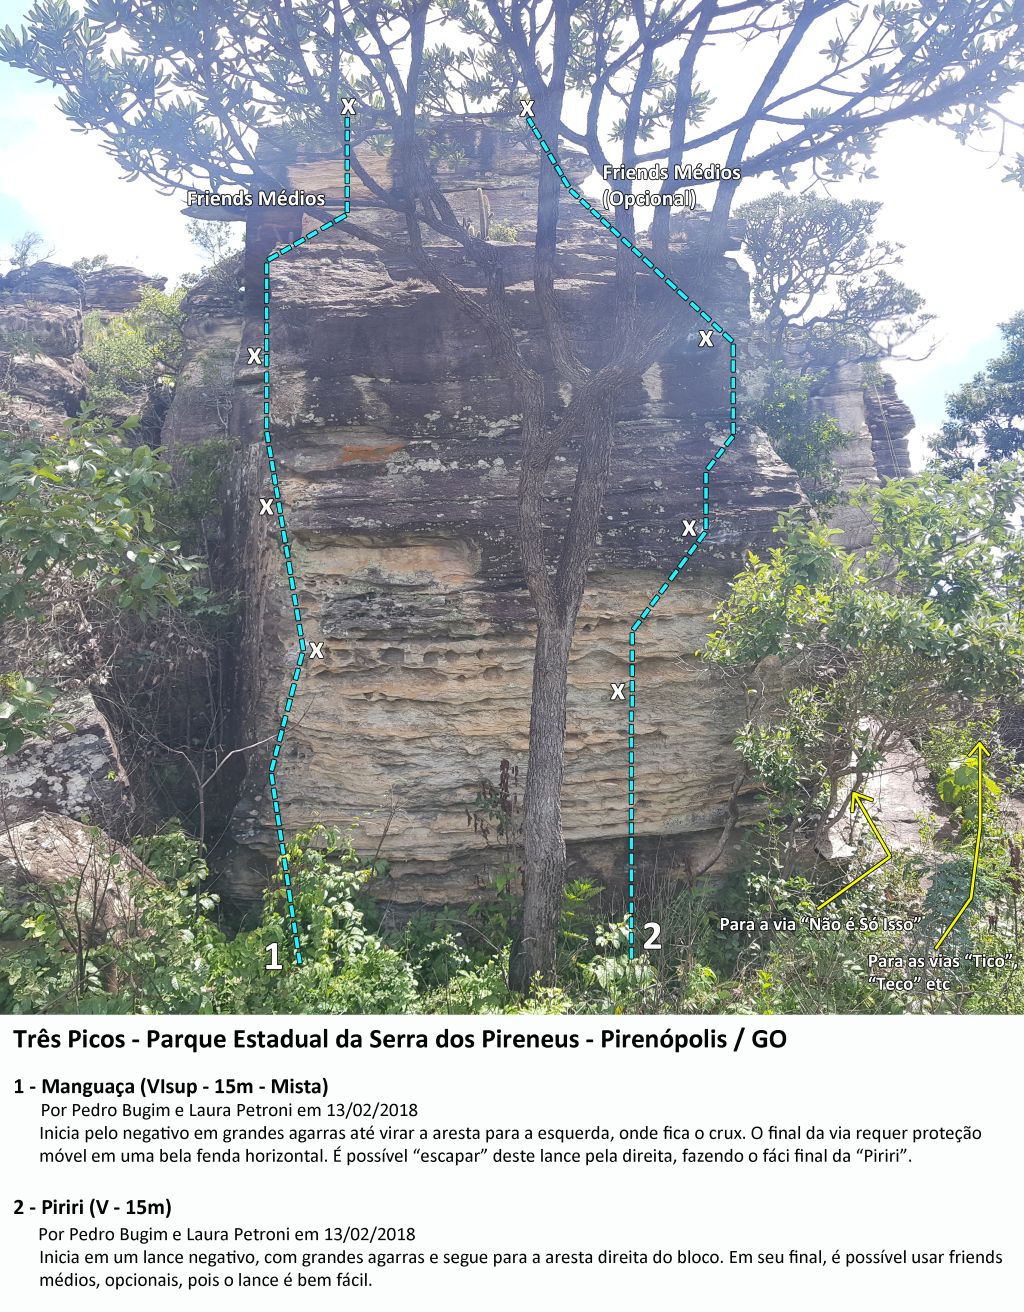 X
X
Friends Médios
Friends Médios
(Opcional)
X
X
X
X
X
X
1
2
Para a via “Não é Só Isso”
Para as vias “Tico”,
“Teco” etc
Três Picos - Parque Estadual da Serra dos Pireneus - Pirenópolis / GO
1 - Manguaça (VIsup - 15m - Mista)
Por Pedro Bugim e Laura Petroni em 13/02/2018
Inicia pelo negativo em grandes agarras até virar a aresta para a esquerda, onde fica o crux. O final da via requer proteção
móvel em uma bela fenda horizontal. É possível “escapar” deste lance pela direita, fazendo o fáci final da “Piriri”.
2 - Piriri (V - 15m)
Por Pedro Bugim e Laura Petroni em 13/02/2018
Inicia em um lance negativo, com grandes agarras e segue para a aresta direita do bloco. Em seu final, é possível usar friends
médios, opcionais, pois o lance é bem fácil.